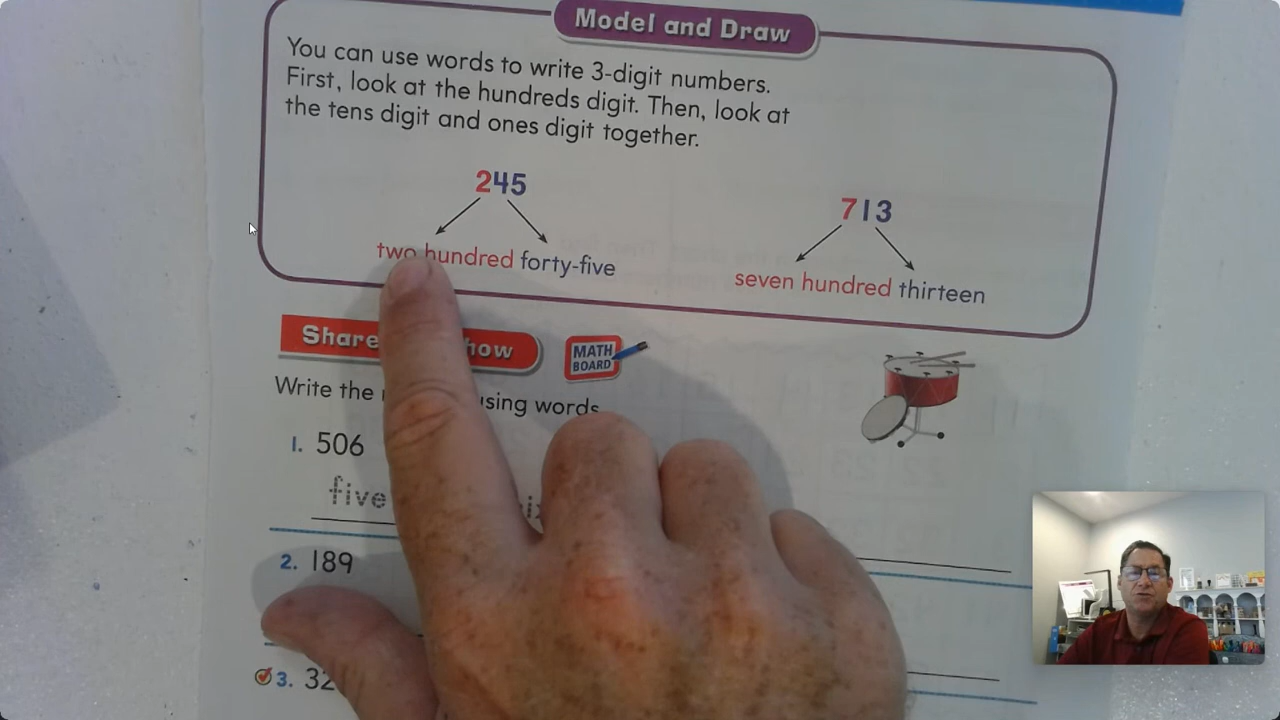 Model and Draw
You can use words to write 3-digit numbers.
First, look at the hundreds digit. Then, look at
the tens digit and ones digit together.
245
two hundred forty-five
713
seven hundred thirteen
Share
MATH
BOARD
Write the using words
1. 506
five
2. 189
3.